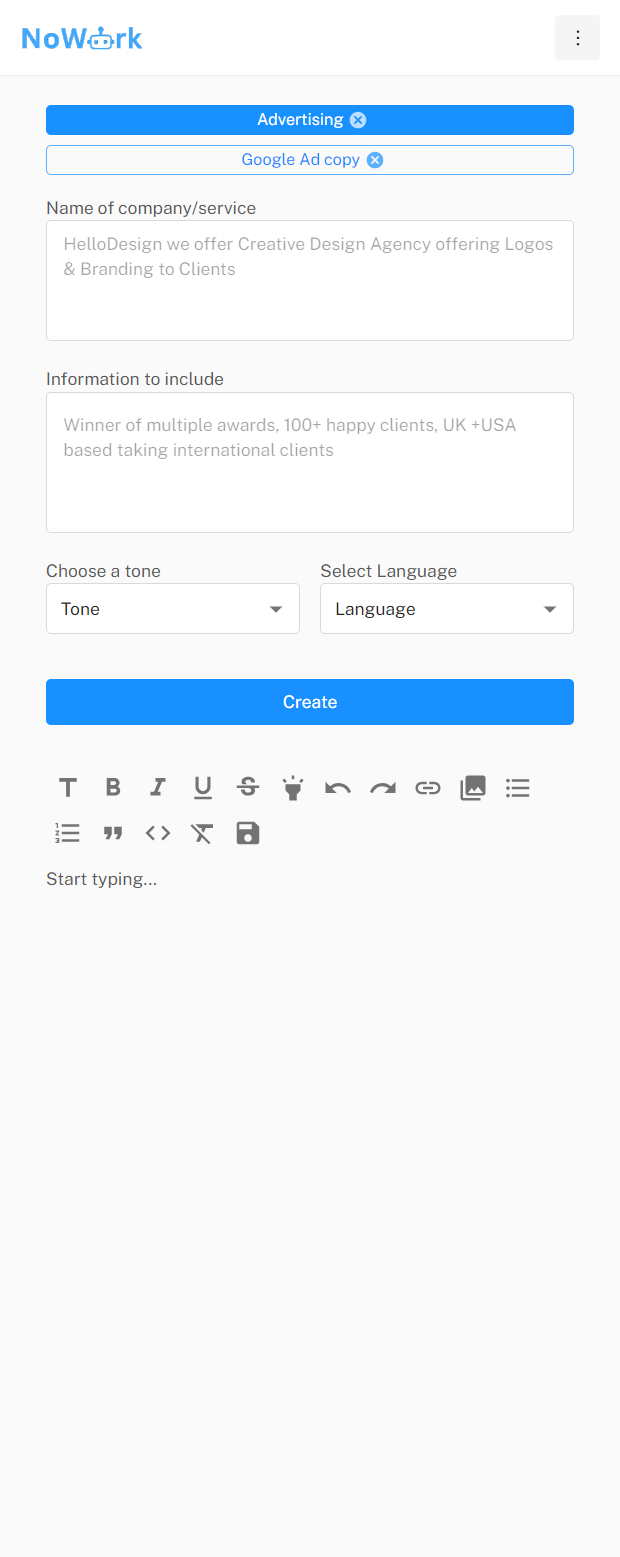 NoWork
Advertising
Google Ad copy
Name of company/service
HelloDesign we offer Creative Design Agency offering Logos
& Branding to Clients
Information to include
Winner of multiple awards, 100+ happy clients, UK +USA
based taking international clients
Choose a tone Select Language
Tone Language
Create
Start typing...